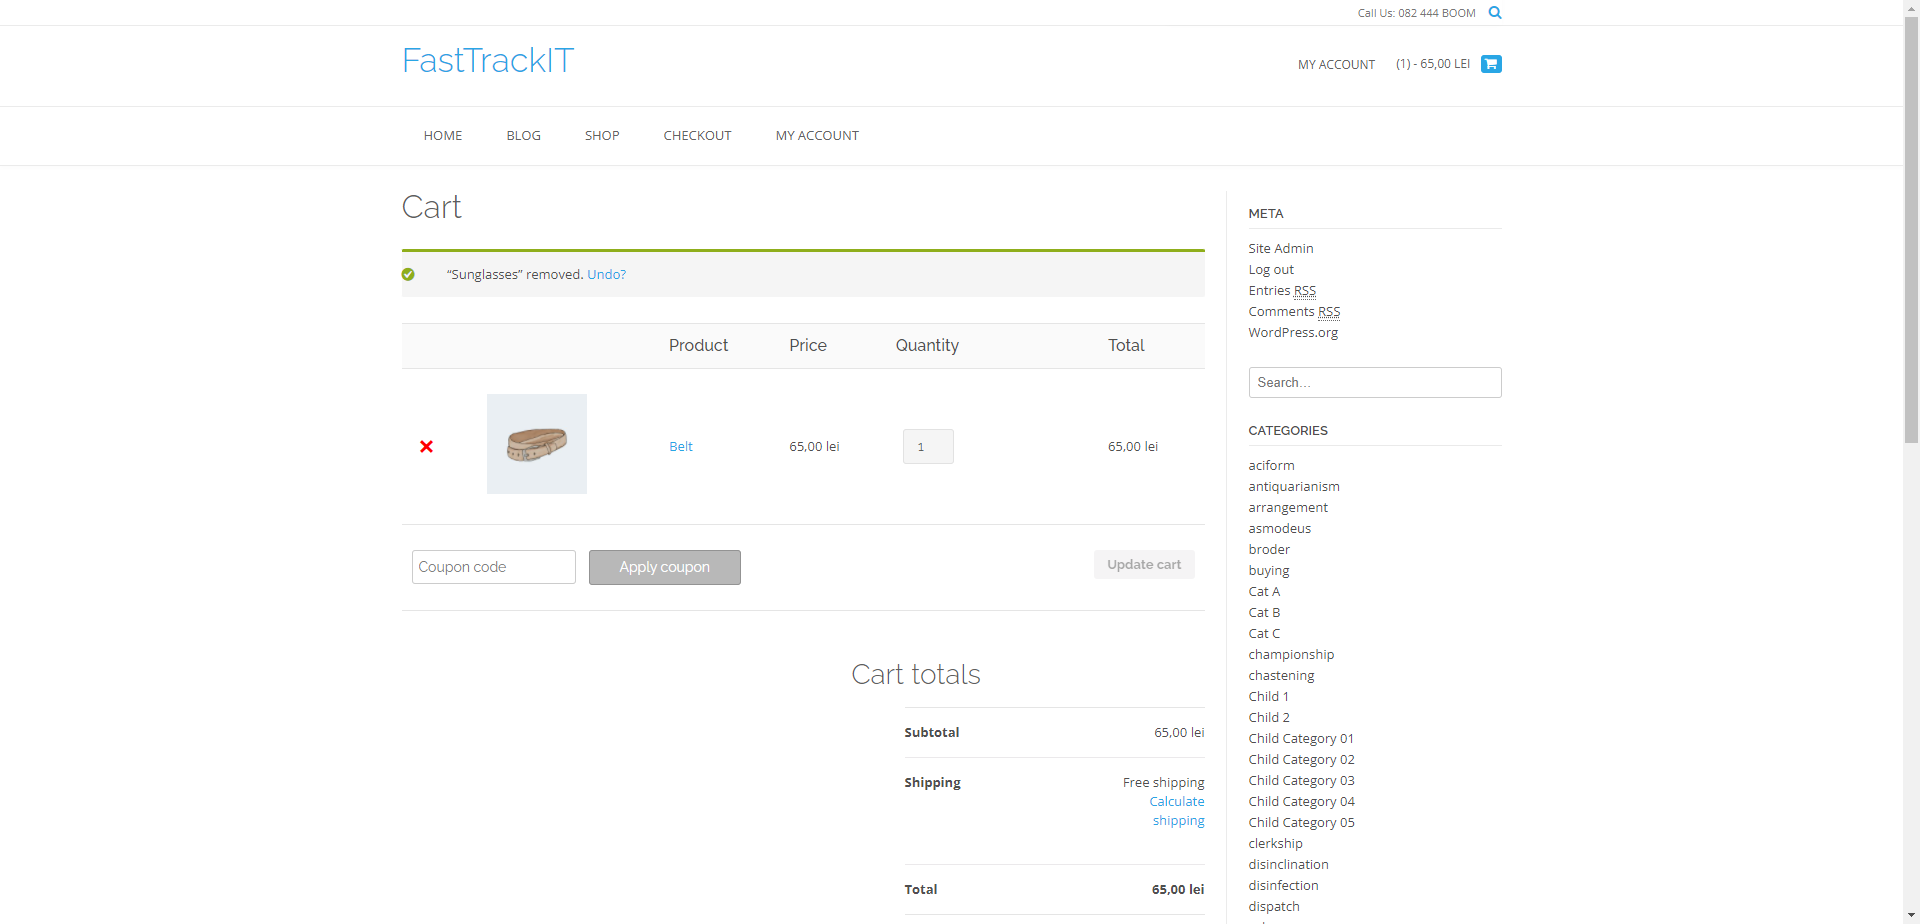 Call Us: 082 444 BOOM
FastTrackIT
MY ACCOUNT (1) - 65,00 LEI
HOME BLOG SHOP CHECKOUT MY ACCOUNT
Cart
“Sunglasses” removed. Undo?
Product Price Quantity Total
Belt 65,00 lei 1 65,00 lei
Coupon code Apply coupon Update cart
Cart totals
Subtotal 65,00 lei
Shipping Free shipping
Calculate
shipping
Total 65,00 lei
META
Site Admin
Log out
Entries RSS
Comments RSS
WordPress.org
Search…
CATEGORIES
aciform
antiquarianism
arrangement
asmodeus
broder
buying
Cat A
Cat B
Cat C
championship
chastening
Child 1
Child 2
Child Category 01
Child Category 02
Child Category 03
Child Category 04
Child Category 05
clerkship
disinclination
disinfection
dispatch